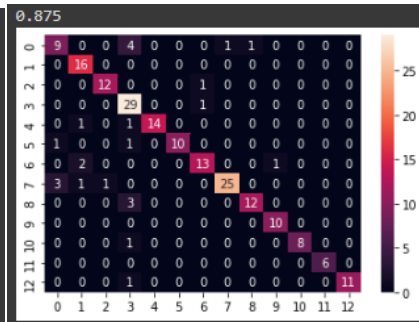 0.875
0 9 0 0 4 0 0 0 1 1 0 0 0 0
1 0 16 0 0 0 0 0 0 0 0 0 0 0
2 0 0 12 0 0 0 1 0 0 0 0 0 0
3 0 0 0 29 0 0 1 0 0 0 0 0 0
4 0 1 0 1 14 0 0 0 0 0 0 0 0
5 1 0 0 1 0 10 0 0 0 0 0 0 0
6 0 2 0 0 0 0 13 0 0 1 0 0 0
7 3 1 1 0 0 0 0 25 0 0 0 0 0
8 0 0 0 3 0 0 0 0 12 0 0 0 0
9 0 0 0 0 0 0 0 0 0 10 0 0 0
10 0 0 0 1 0 0 0 0 0 0 8 0 0
11 0 0 0 0 0 0 0 0 0 0 0 6 0
12 0 0 0 1 0 0 0 0 0 0 0 0 11
0 1 2 3 4 5 6 7 8 9 10 11 12
25
20
15
10
5
0